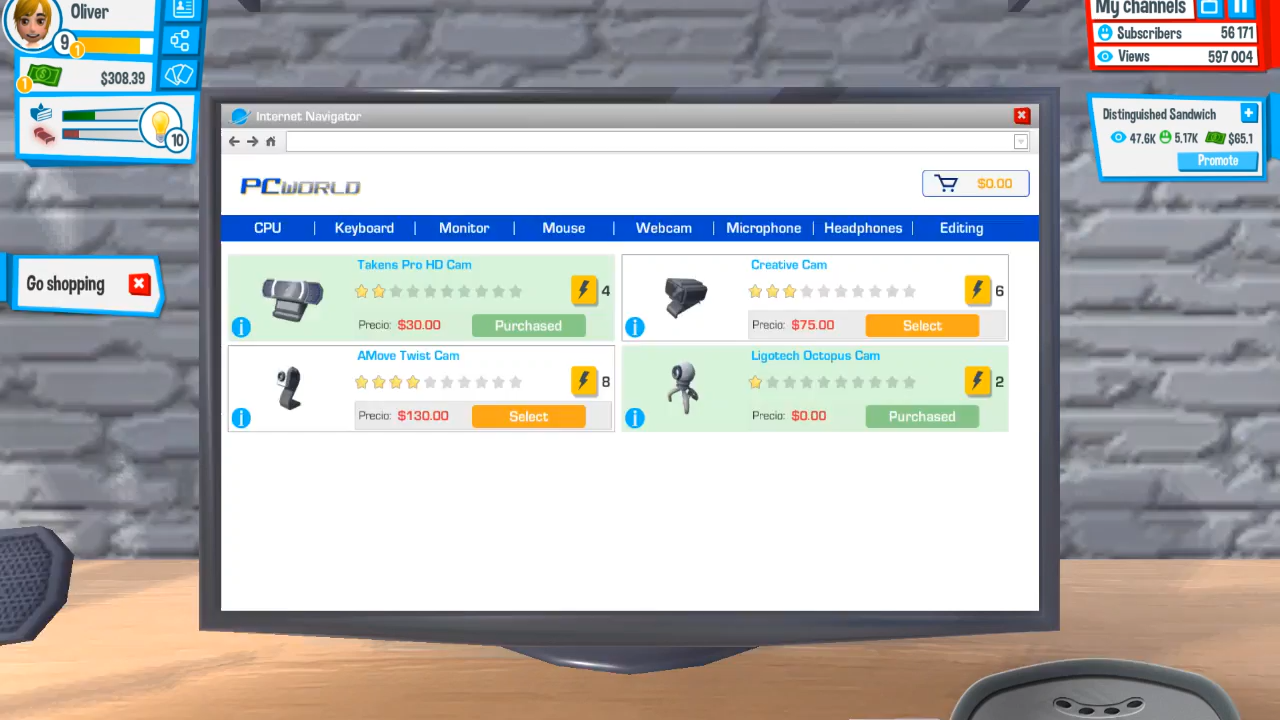 Oliver
9
1
1
$308.39
10
My channels
Subscribers 56 171
Views 597 004
Distinguished Sandwich
47.6K 5.17K $65.1
Promote
Go shopping
Internet Navigator
PCWORLD
$0.00
CPU | Keyboard | Monitor | Mouse | Webcam | Microphone | Headphones | Editing
Takens Pro HD Cam
4
Precio: $30.00 Purchased
Creative Cam
6
Precio: $75.00 Select
AMove Twist Cam
8
Precio: $130.00 Select
Ligotech Octopus Cam
2
Precio: $0.00 Purchased